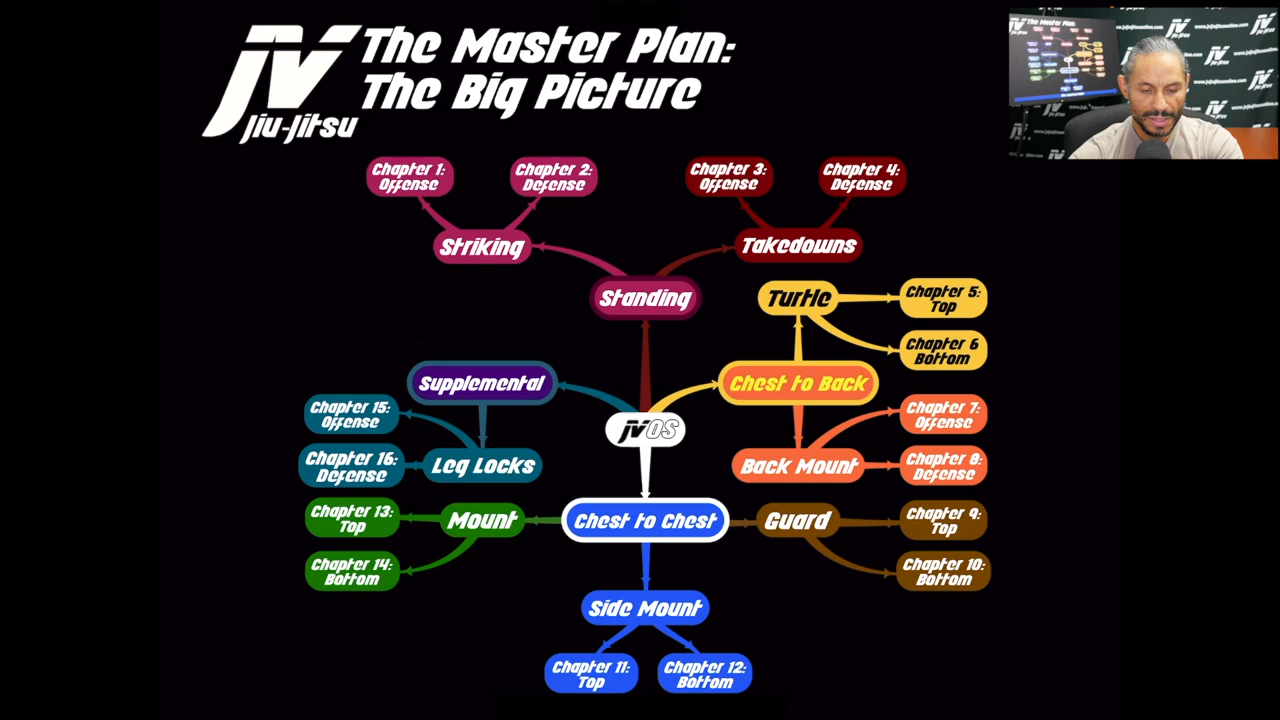 JV
Jiu-Jitsu
The Master Plan:
The Big Picture
Chapter 1:
Offense
Chapter 2:
Defense
Chapter 3:
Offense
Chapter 4:
Defense
Striking
Takedowns
Standing
Turtle
Chapter 5:
Top
Chapter 6
Bottom
Supplemental
Chest to Back
Chapter 15:
Offense
JVOS
Chapter 7:
Offense
Chapter 16:
Defense
Leg Locks
Back Mount
Chapter 8:
Defense
Chapter 13:
Top
Mount
Chest to Chest
Guard
Chapter 9:
Top
Chapter 14:
Bottom
Chapter 10:
Bottom
Side Mount
Chapter 11:
Top
Chapter 12:
Bottom